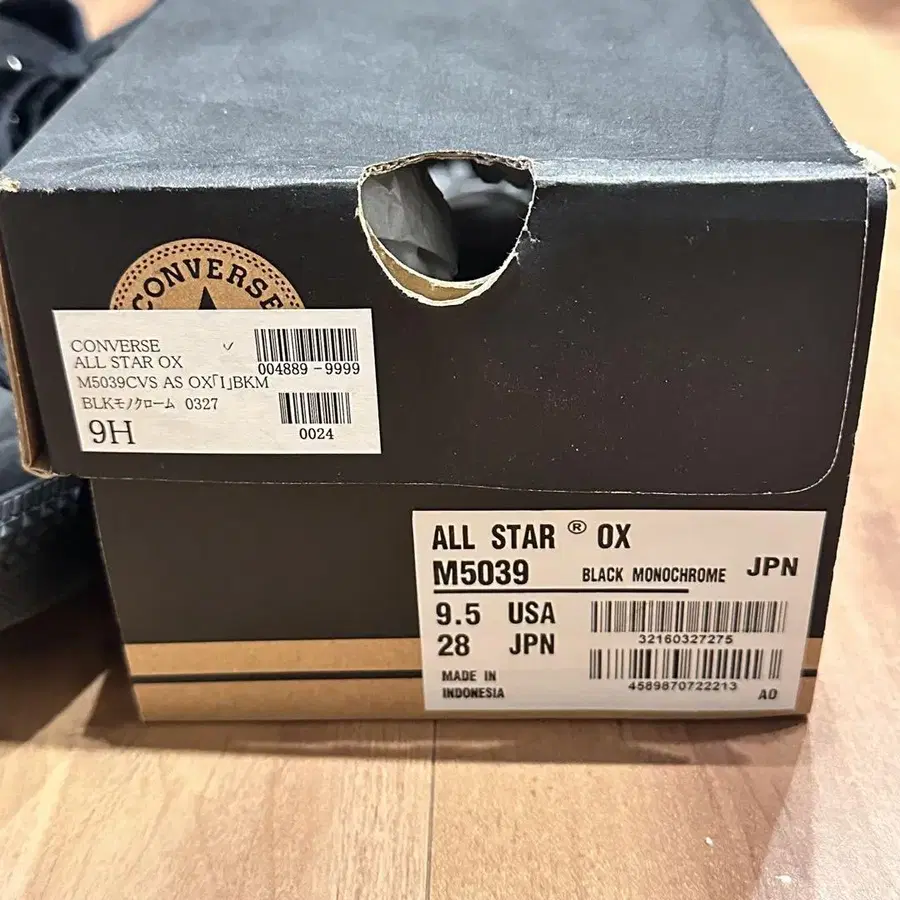 CONVERSE
CONVERSE
ALL STAR OX
004889-9999
M5039CVS AS OX「I」BKM
BLKモノクローム 0327
9H
0024
ALL STAR ® OX
M5039 BLACK MONOCHROME JPN
9.5 USA
32160327275
28 JPN
MADE IN
INDONESIA
4589870722213 A0